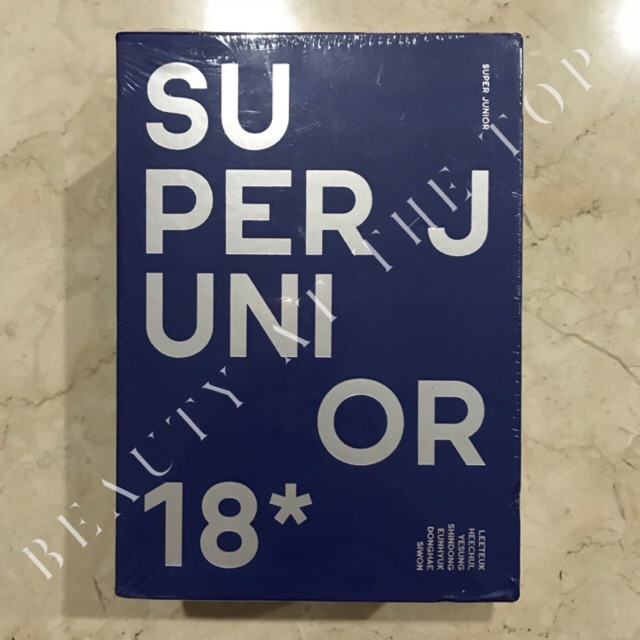 SU
PER J
UNI
OR
18*
SUPER JUNIOR
LEETEUK
HEECHUL
YESUNG
SHINDONG
EUNHYUK
DONGHAE
SIWON
BEAUTY AT THE TOP